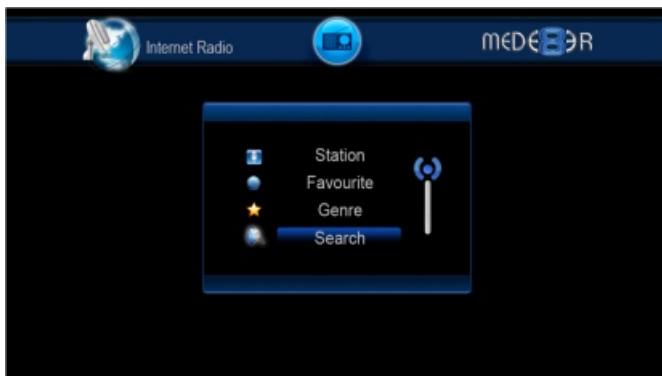 Internet Radio
MEDE8ER
Station
Favourite
Genre
Search